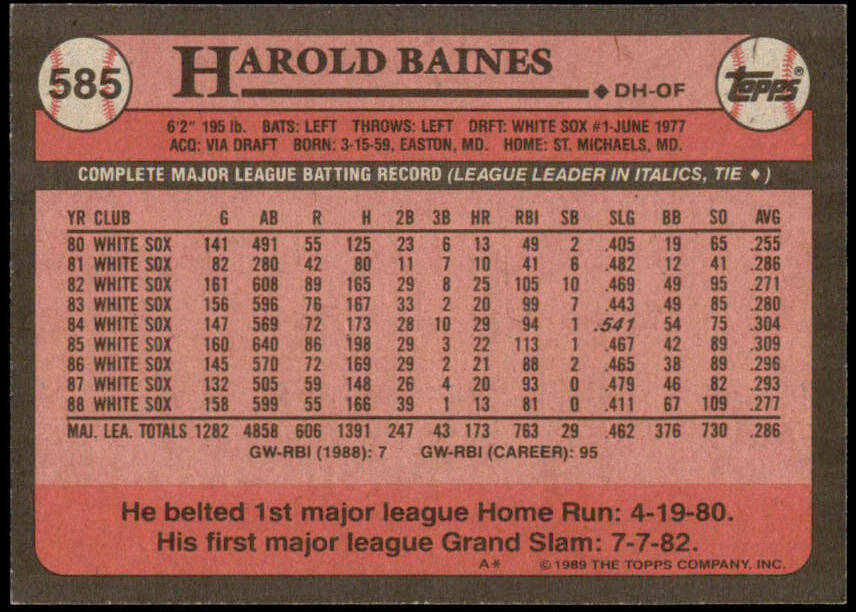 585
HAROLD BAINES
◆ DH-OF
TOPPS®
6'2" 195 lb. BATS: LEFT THROWS: LEFT DRFT: WHITE SOX #1-JUNE 1977
ACQ: VIA DRAFT BORN: 3-15-59, EASTON, MD. HOME: ST. MICHAELS, MD.
COMPLETE MAJOR LEAGUE BATTING RECORD (LEAGUE LEADER IN ITALICS, TIE ♦ )
YR CLUB G AB R H 2B 3B HR RBI SB SLG BB SO AVG
80 WHITE SOX 141 491 55 125 23 6 13 49 2 .405 19 65 .255
81 WHITE SOX 82 280 42 80 11 7 10 41 6 .482 12 41 .286
82 WHITE SOX 161 608 89 165 29 8 25 105 10 .469 49 95 .271
83 WHITE SOX 156 596 76 167 33 2 20 99 7 .443 49 85 .280
84 WHITE SOX 147 569 72 173 28 10 29 94 1 .541 54 75 .304
85 WHITE SOX 160 640 86 198 29 3 22 113 1 .467 42 89 .309
86 WHITE SOX 145 570 72 169 29 2 21 88 2 .465 38 89 .296
87 WHITE SOX 132 505 59 148 26 4 20 93 0 .479 46 82 .293
88 WHITE SOX 158 599 55 166 39 1 13 81 0 .411 67 109 .277
MAJ. LEA. TOTALS 1282 4858 606 1391 247 43 173 763 29 .462 376 730 .286
GW-RBI (1988): 7 GW-RBI (CAREER): 95
He belted 1st major league Home Run: 4-19-80.
His first major league Grand Slam: 7-7-82.
A* © 1989 THE TOPPS COMPANY, INC.